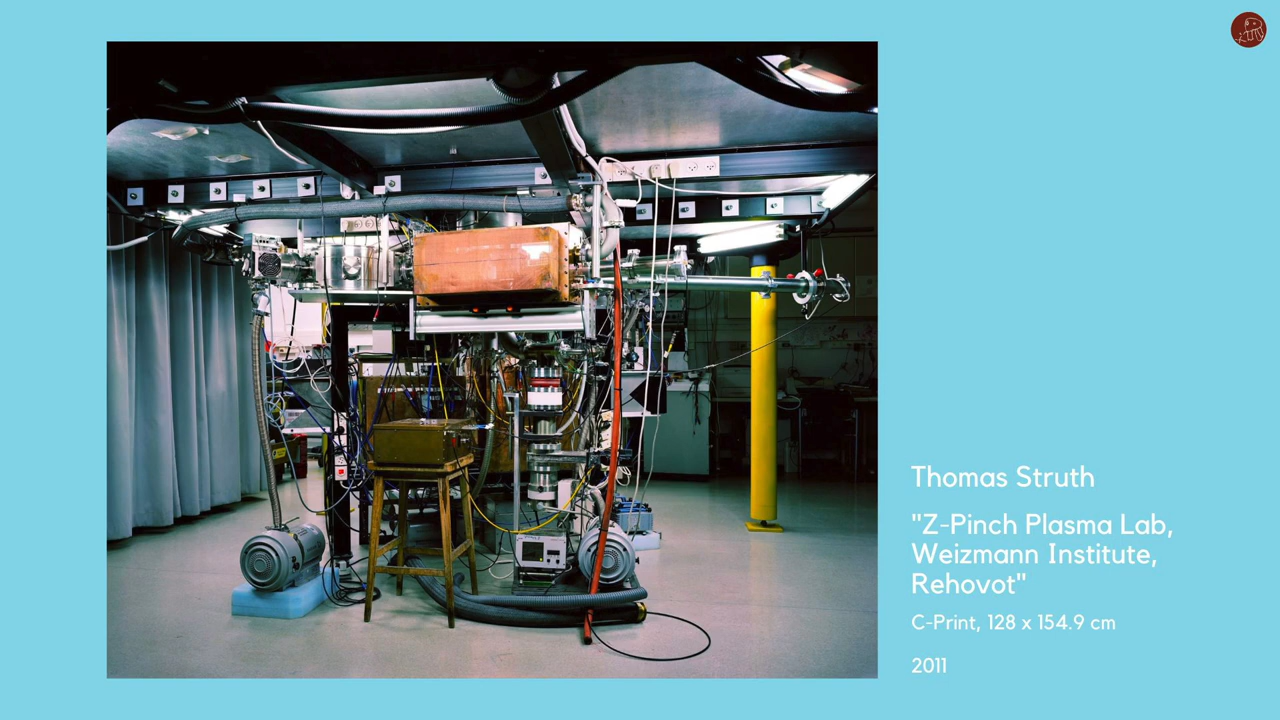 Thomas Struth
"Z-Pinch Plasma Lab,
Weizmann Institute,
Rehovot"
C-Print, 128 x 154.9 cm
2011